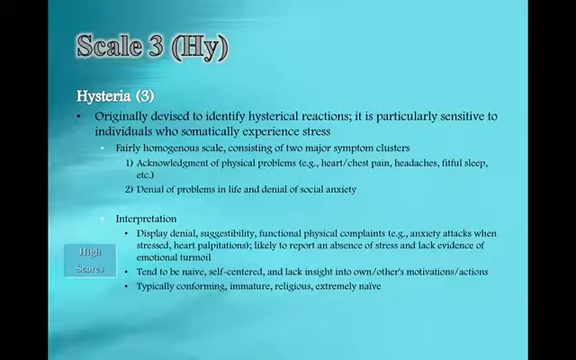 Scale 3 (Hy)
Hysteria (3)
• Originally devised to identify hysterical reactions; it is particularly sensitive to
individuals who somatically experience stress
• Fairly homogenous scale, consisting of two major symptom clusters
1) Acknowledgment of physical problems (e.g., heart/chest pain, headaches, fitful sleep,
etc.)
2) Denial of problems in life and denial of social anxiety
• Interpretation
• Display denial, suggestibility, functional physical complaints (e.g., anxiety attacks when
stressed, heart palpitations); likely to report an absence of stress and lack evidence of
emotional turmoil
• Tend to be naive, self-centered, and lack insight into own/other's motivations/actions
• Typically conforming, immature, religious, extremely naïve
High
Scores